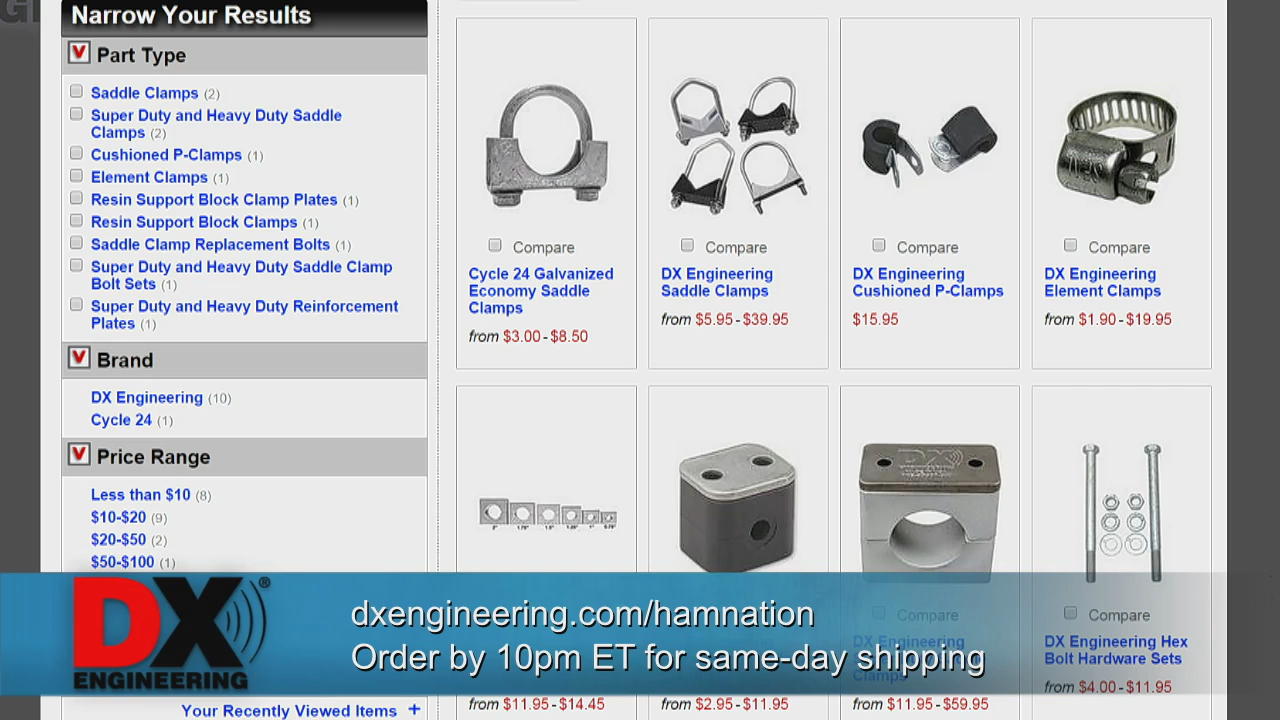 Narrow Your Results
Part Type
Saddle Clamps (2)
Super Duty and Heavy Duty Saddle
Clamps (2)
Cushioned P-Clamps (1)
Element Clamps (1)
Resin Support Block Clamp Plates (1)
Resin Support Block Clamps (1)
Saddle Clamp Replacement Bolts (1)
Super Duty and Heavy Duty Saddle Clamp
Bolt Sets (1)
Super Duty and Heavy Duty Reinforcement
Plates (1)
Brand
DX Engineering (10)
Cycle 24 (1)
Price Range
Less than $10 (8)
$10-$20 (9)
$20-$50 (2)
$50-$100 (1)
Your Recently Viewed Items +
Compare
Cycle 24 Galvanized
Economy Saddle
Clamps
from $3.00 - $8.50
Compare
DX Engineering
Saddle Clamps
from $5.95 - $39.95
Compare
DX Engineering
Cushioned P-Clamps
$15.95
Compare
DX Engineering
Element Clamps
from $1.90 - $19.95
from $11.95 - $14.45
from $2.95 - $11.95
DX
Compare
DX Engineering
Clamps
from $11.95 - $59.95
Compare
DX Engineering Hex
Bolt Hardware Sets
from $4.00 - $11.95
DX®
ENGINEERING
dxengineering.com/hamnation
Order by 10pm ET for same-day shipping